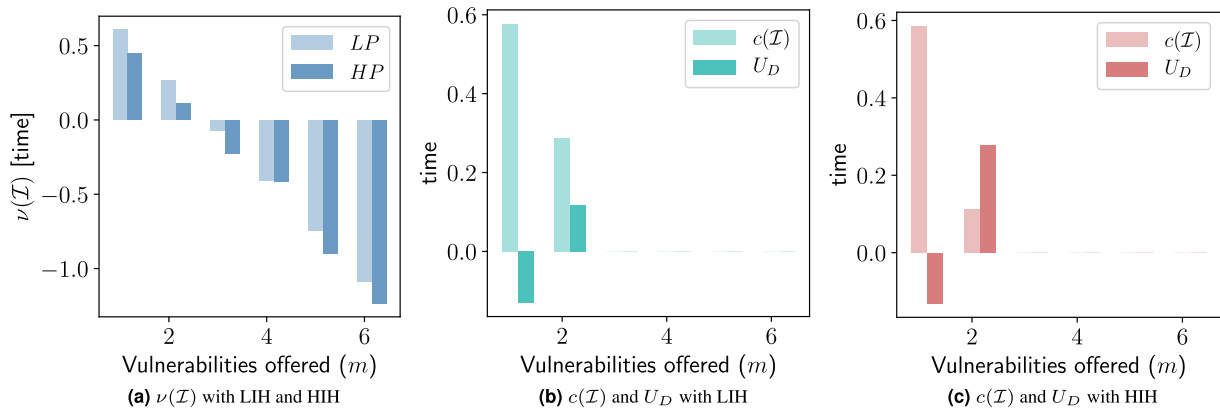 0.5
0.0
−0.5
−1.0
ν(ℐ) [time]
LP
HP
2
4
6
Vulnerabilities offered (m)
(a) ν(ℐ) with LIH and HIH
0.6
0.4
0.2
0.0
time
c(ℐ)
U_D
2
4
6
Vulnerabilities offered (m)
(b) c(ℐ) and U_D with LIH
0.6
0.4
0.2
0.0
time
c(ℐ)
U_D
2
4
6
Vulnerabilities offered (m)
(c) c(ℐ) and U_D with HIH